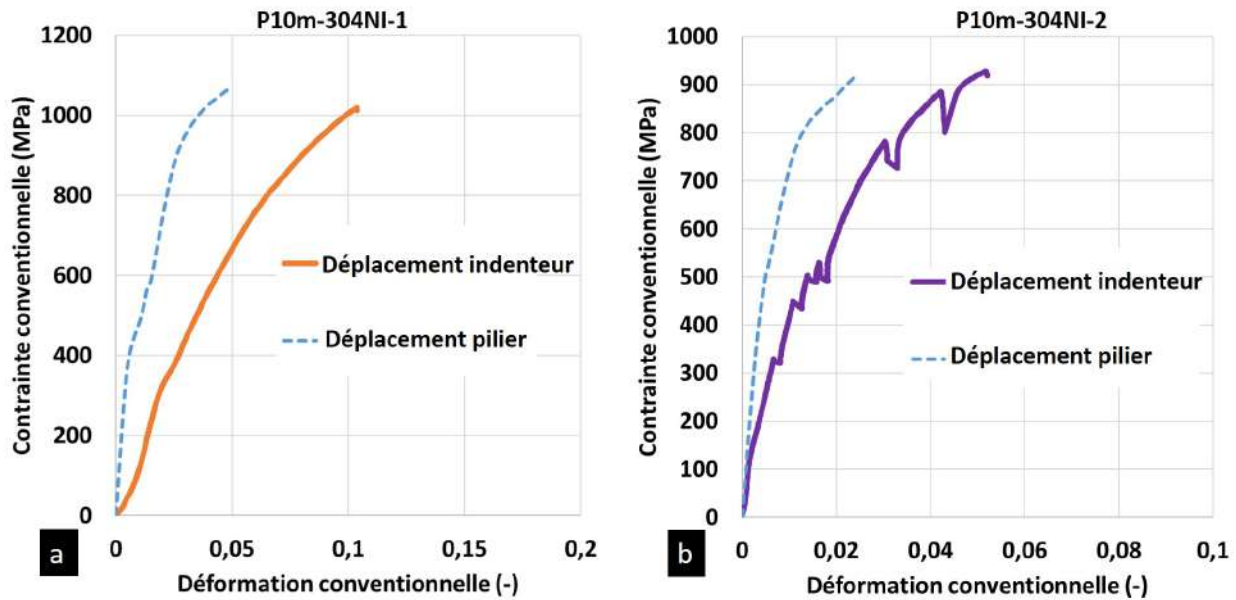 P10m-304NI-1
Contrainte conventionnelle (MPa)
1200
1000
800
600
400
200
0
Déplacement indenteur
Déplacement pilier
0
0,05
0,1
0,15
0,2
Déformation conventionnelle (-)
a
P10m-304NI-2
Contrainte conventionnelle (MPa)
1000
900
800
700
600
500
400
300
200
100
0
Déplacement indenteur
Déplacement pilier
0
0,02
0,04
0,06
0,08
0,1
Déformation conventionnelle (-)
b